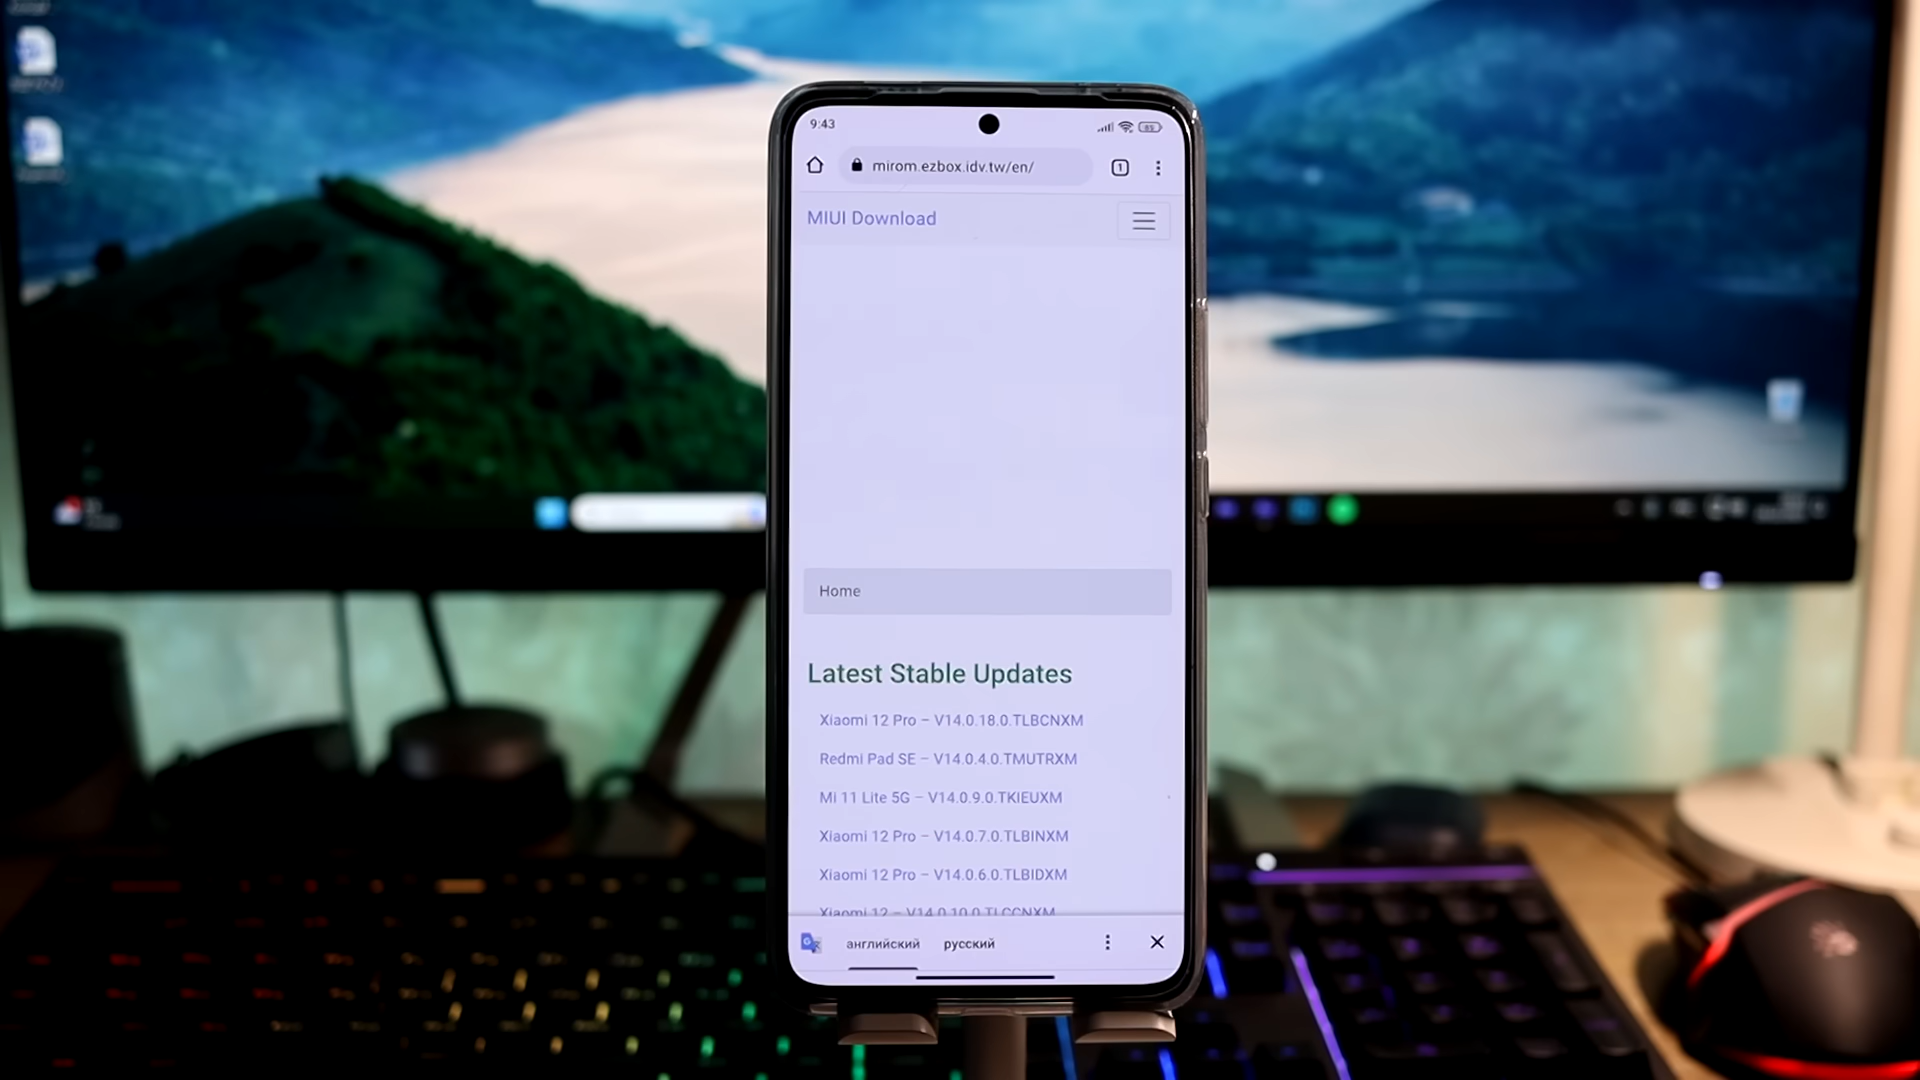 9:43
85
mirom.ezbox.idv.tw/en/
1
MIUI Download
Home
Latest Stable Updates
Xiaomi 12 Pro – V14.0.18.0.TLBCNXM
Redmi Pad SE – V14.0.4.0.TMUTRXM
Mi 11 Lite 5G – V14.0.9.0.TKIEUXM
Xiaomi 12 Pro – V14.0.7.0.TLBINXM
Xiaomi 12 Pro – V14.0.6.0.TLBIDXM
Xiaomi 12 – V14.0.10.0.TLCCNXM
английский русский